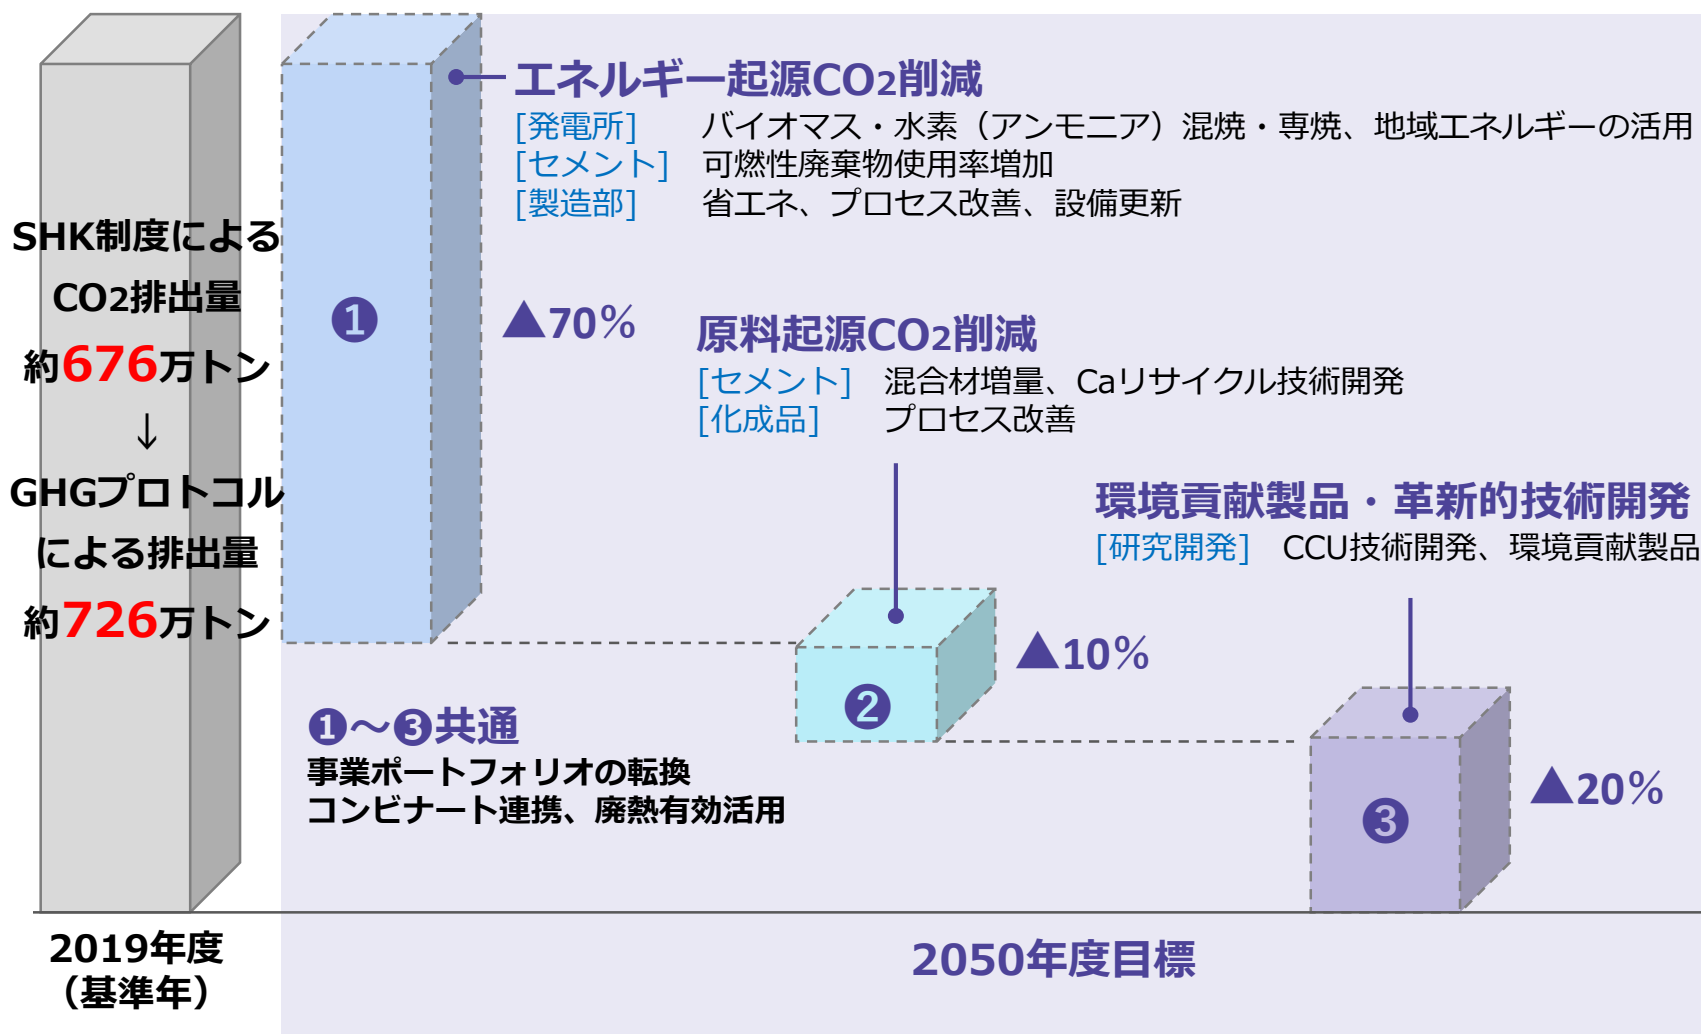 SHK制度による
CO2排出量
約676万トン
↓
GHGプロトコル
による排出量
約726万トン
2019年度
（基準年）
エネルギー起源CO2削減
[発電所] バイオマス・水素（アンモニア）混焼・専焼、地域エネルギーの活用
[セメント] 可燃性廃棄物使用率増加
[製造部] 省エネ、プロセス改善、設備更新
❶
▲70％
原料起源CO2削減
[セメント] 混合材増量、Caリサイクル技術開発
[化成品] プロセス改善
❷
▲10％
環境貢献製品・革新的技術開発
[研究開発] CCU技術開発、環境貢献製品
❸
▲20％
❶～❸共通
事業ポートフォリオの転換
コンビナート連携、廃熱有効活用
2050年度目標